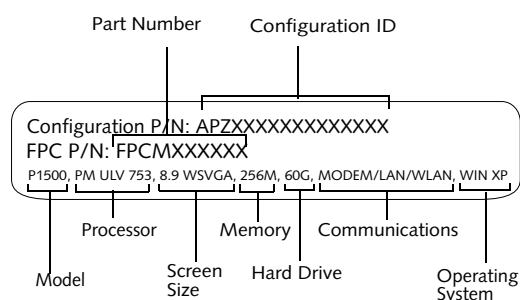 Part Number
Configuration ID
Configuration P/N: APZXXXXXXXXXXXXX
FPC P/N: FPCMXXXXXX
P1500, PM ULV 753, 8.9 WSVGA, 256M, 60G, MODEM/LAN/WLAN, WIN XP
Processor
Memory
Communications
Model
Screen
Size
Hard Drive
Operating
System